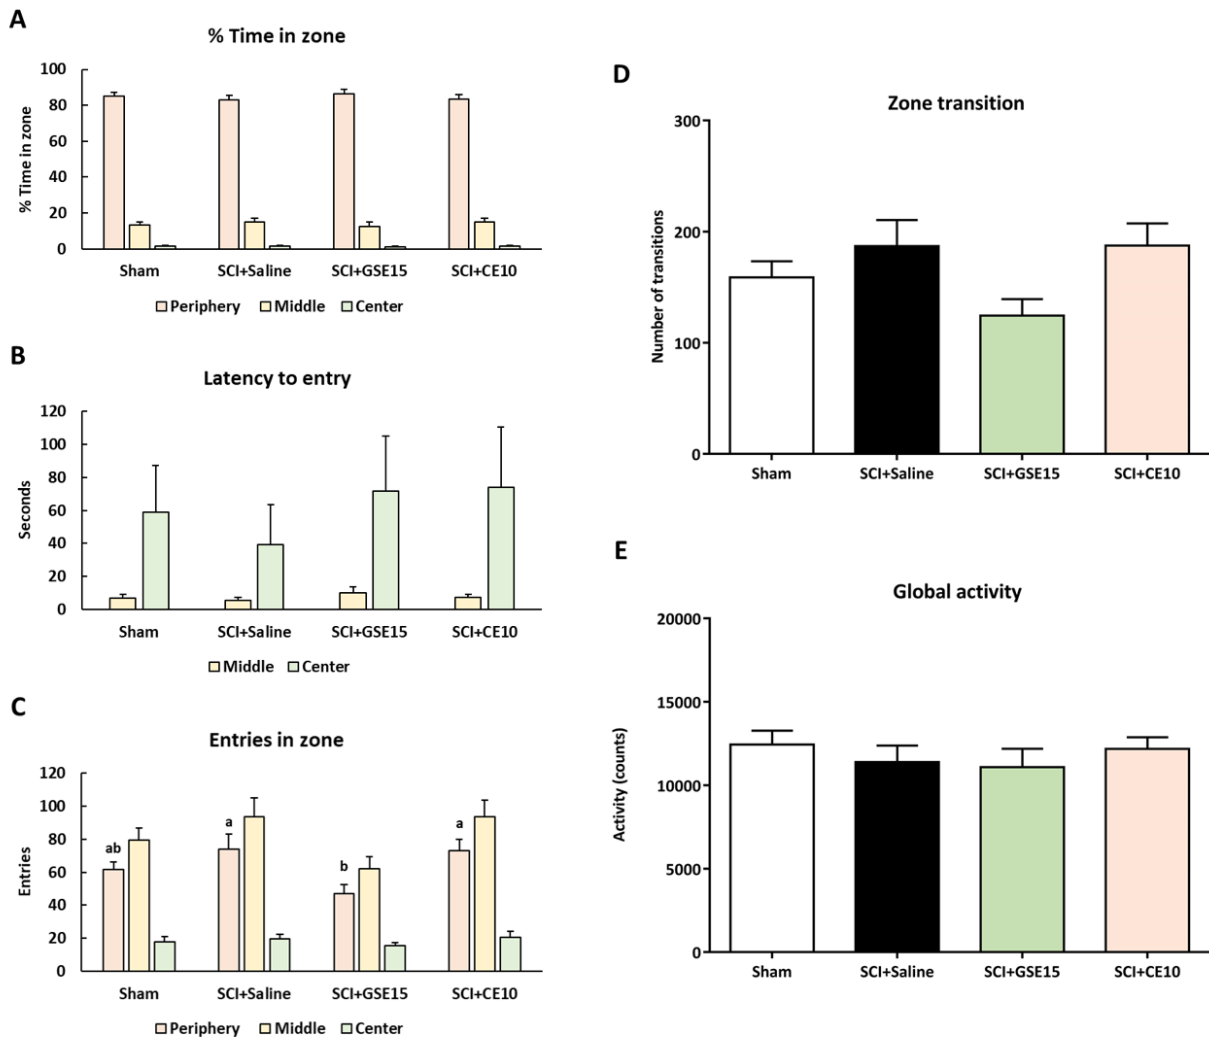 A
% Time in zone
% Time in zone
100
80
60
40
20
0
Sham SCI+Saline SCI+GSE15 SCI+CE10
Periphery Middle Center
B
Latency to entry
Seconds
120
100
80
60
40
20
0
Sham SCI+Saline SCI+GSE15 SCI+CE10
Middle Center
C
Entries in zone
Entries
120
100
80
60
40
20
0
ab a b a
Sham SCI+Saline SCI+GSE15 SCI+CE10
Periphery Middle Center
D
Zone transition
Number of transitions
300
200
100
0
Sham SCI+Saline SCI+GSE15 SCI+CE10
E
Global activity
Activity (counts)
20000
15000
10000
5000
0
Sham SCI+Saline SCI+GSE15 SCI+CE10